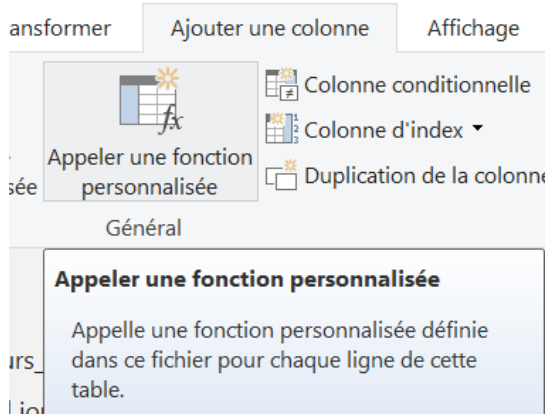 ansformer Ajouter une colonne Affichage
Colonne conditionnelle
Colonne d'index
Appeler une fonction
sée personnalisée
Duplication de la colonne
Général
Appeler une fonction personnalisée
Appelle une fonction personnalisée définie
urs_ dans ce fichier pour chaque ligne de cette
table.